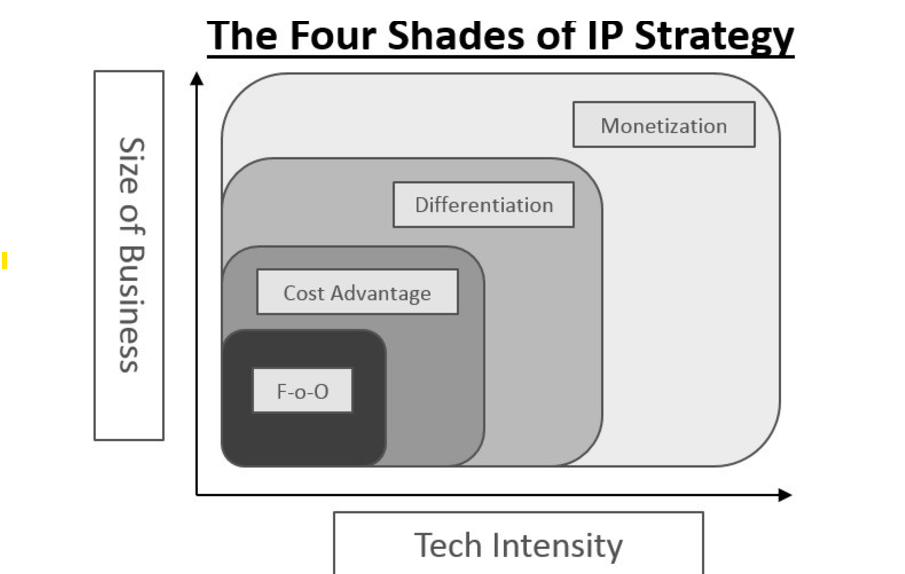 The Four Shades of IP Strategy
Size of Business
Monetization
Differentiation
Cost Advantage
F-o-O
Tech Intensity